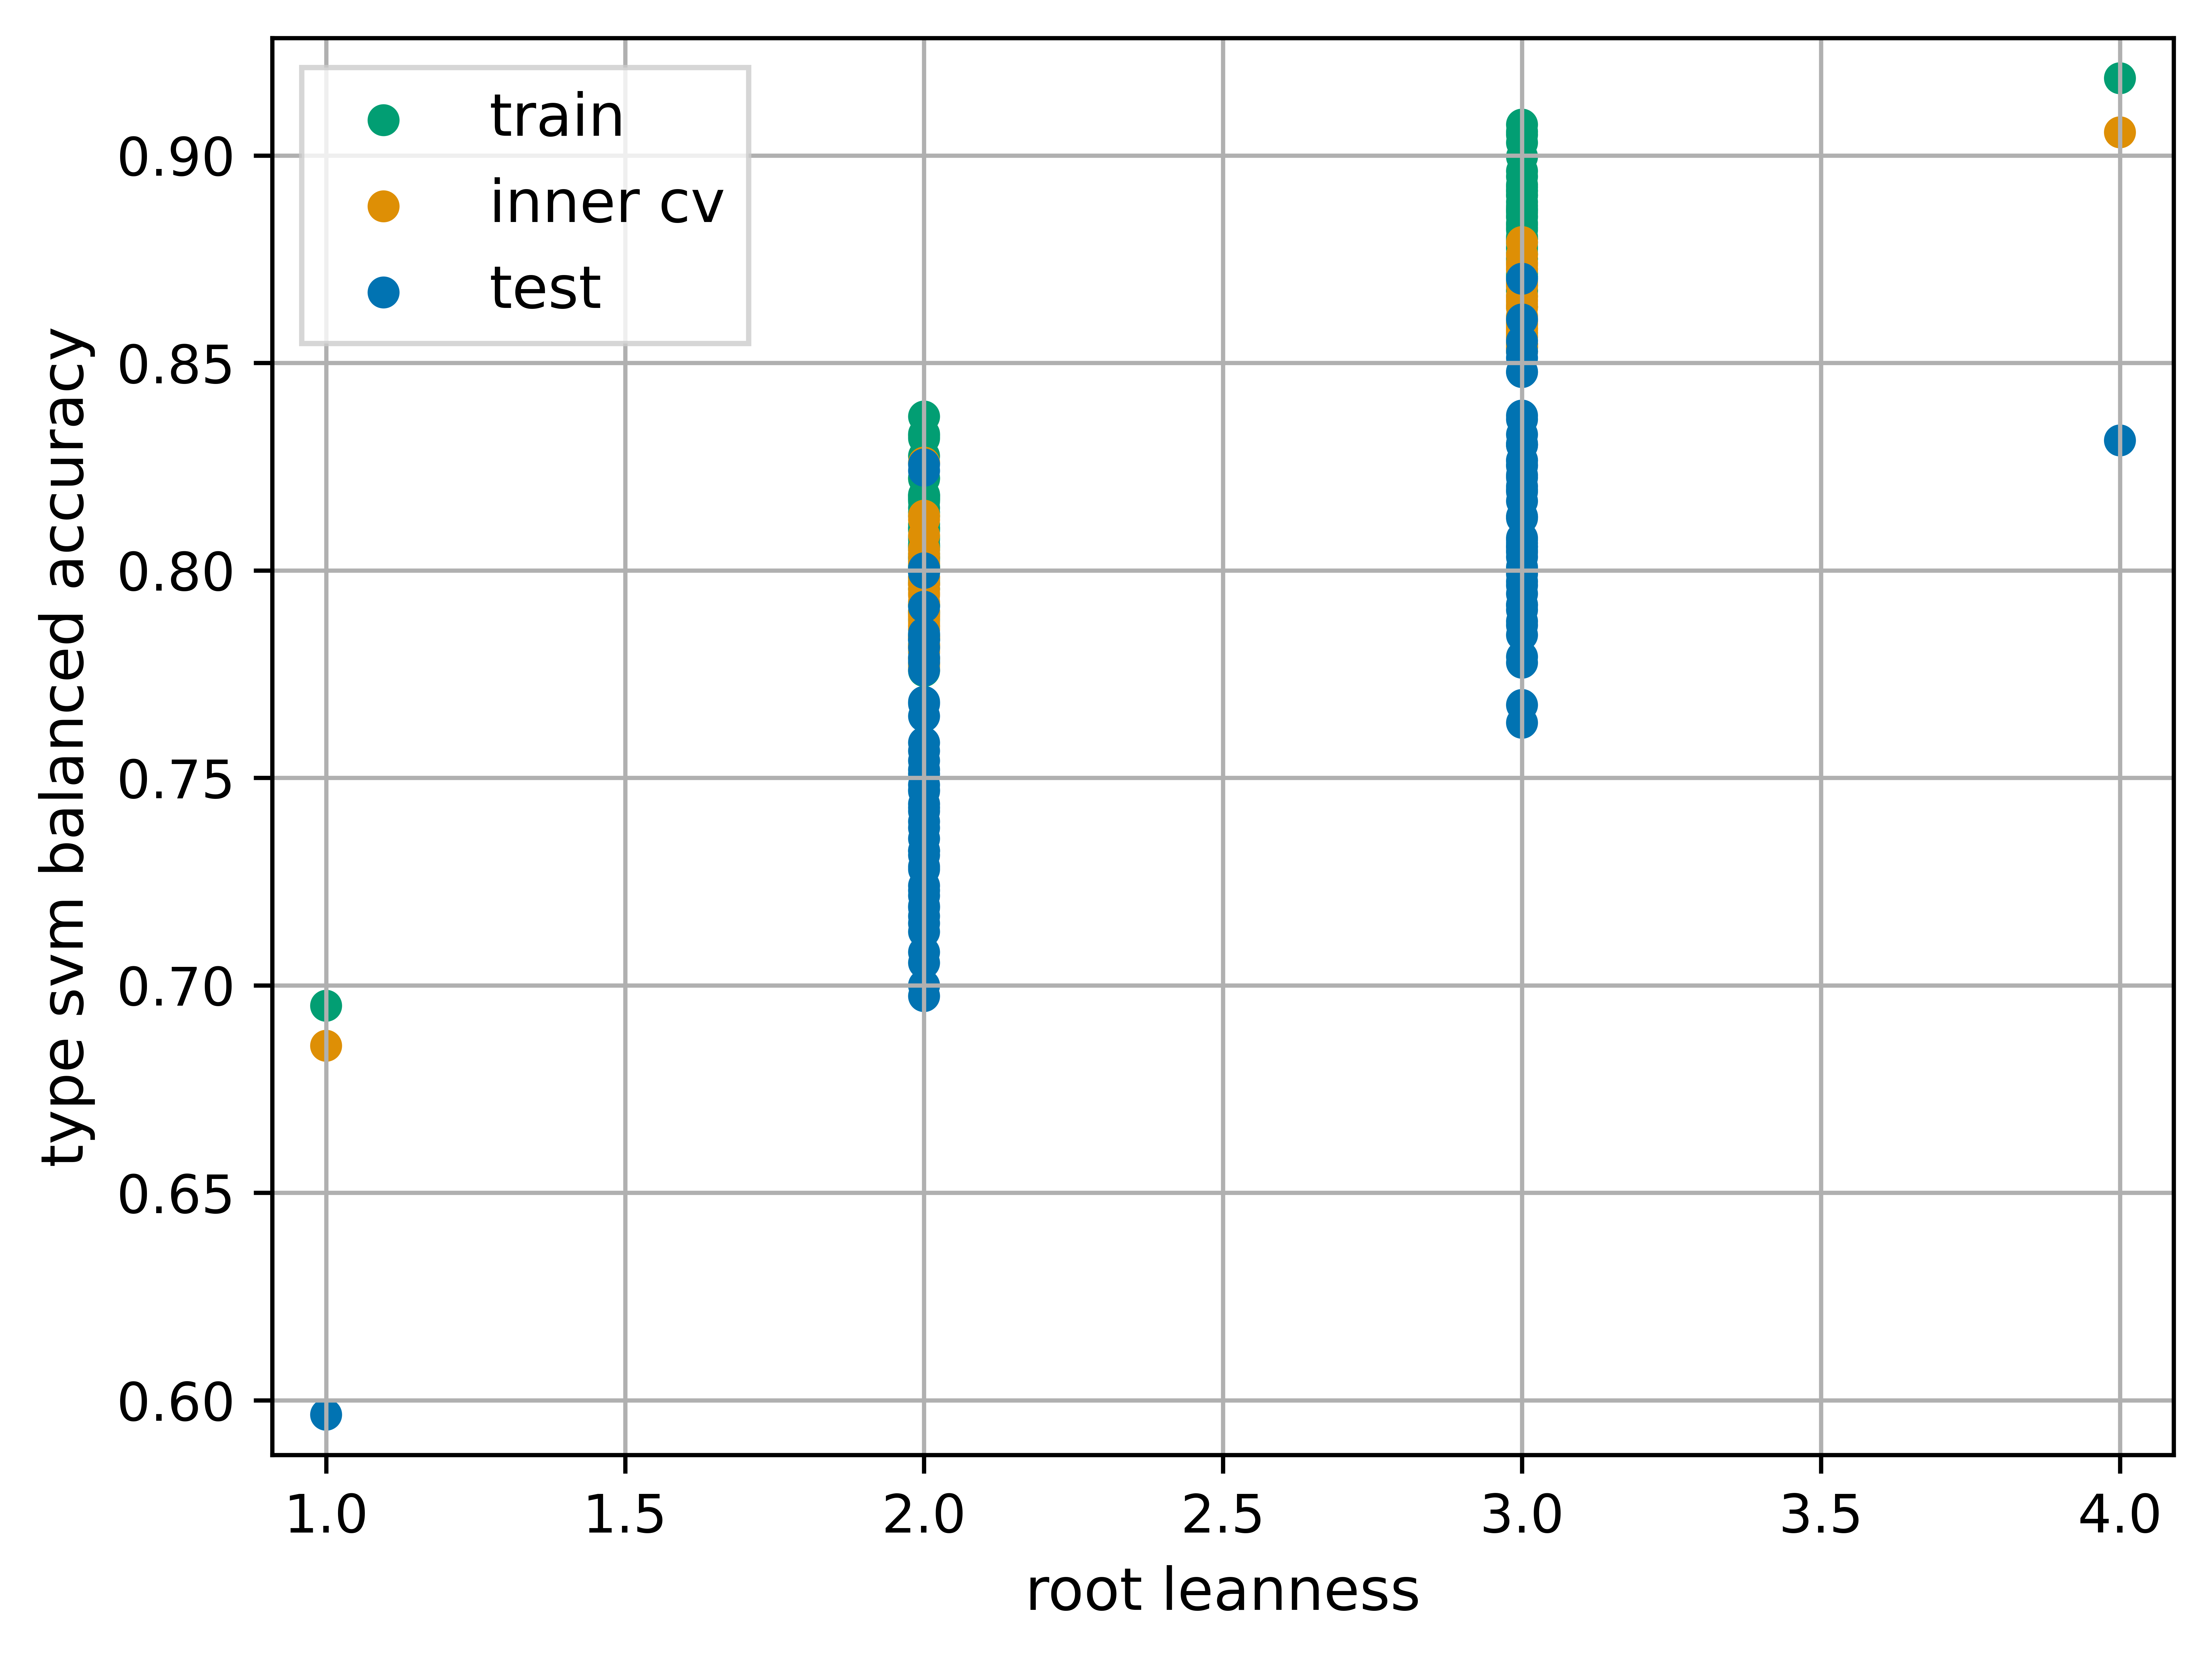 train
inner cv
test
0.90
0.85
0.80
0.75
0.70
0.65
0.60
type svm balanced accuracy
1.0 1.5 2.0 2.5 3.0 3.5 4.0
root leanness